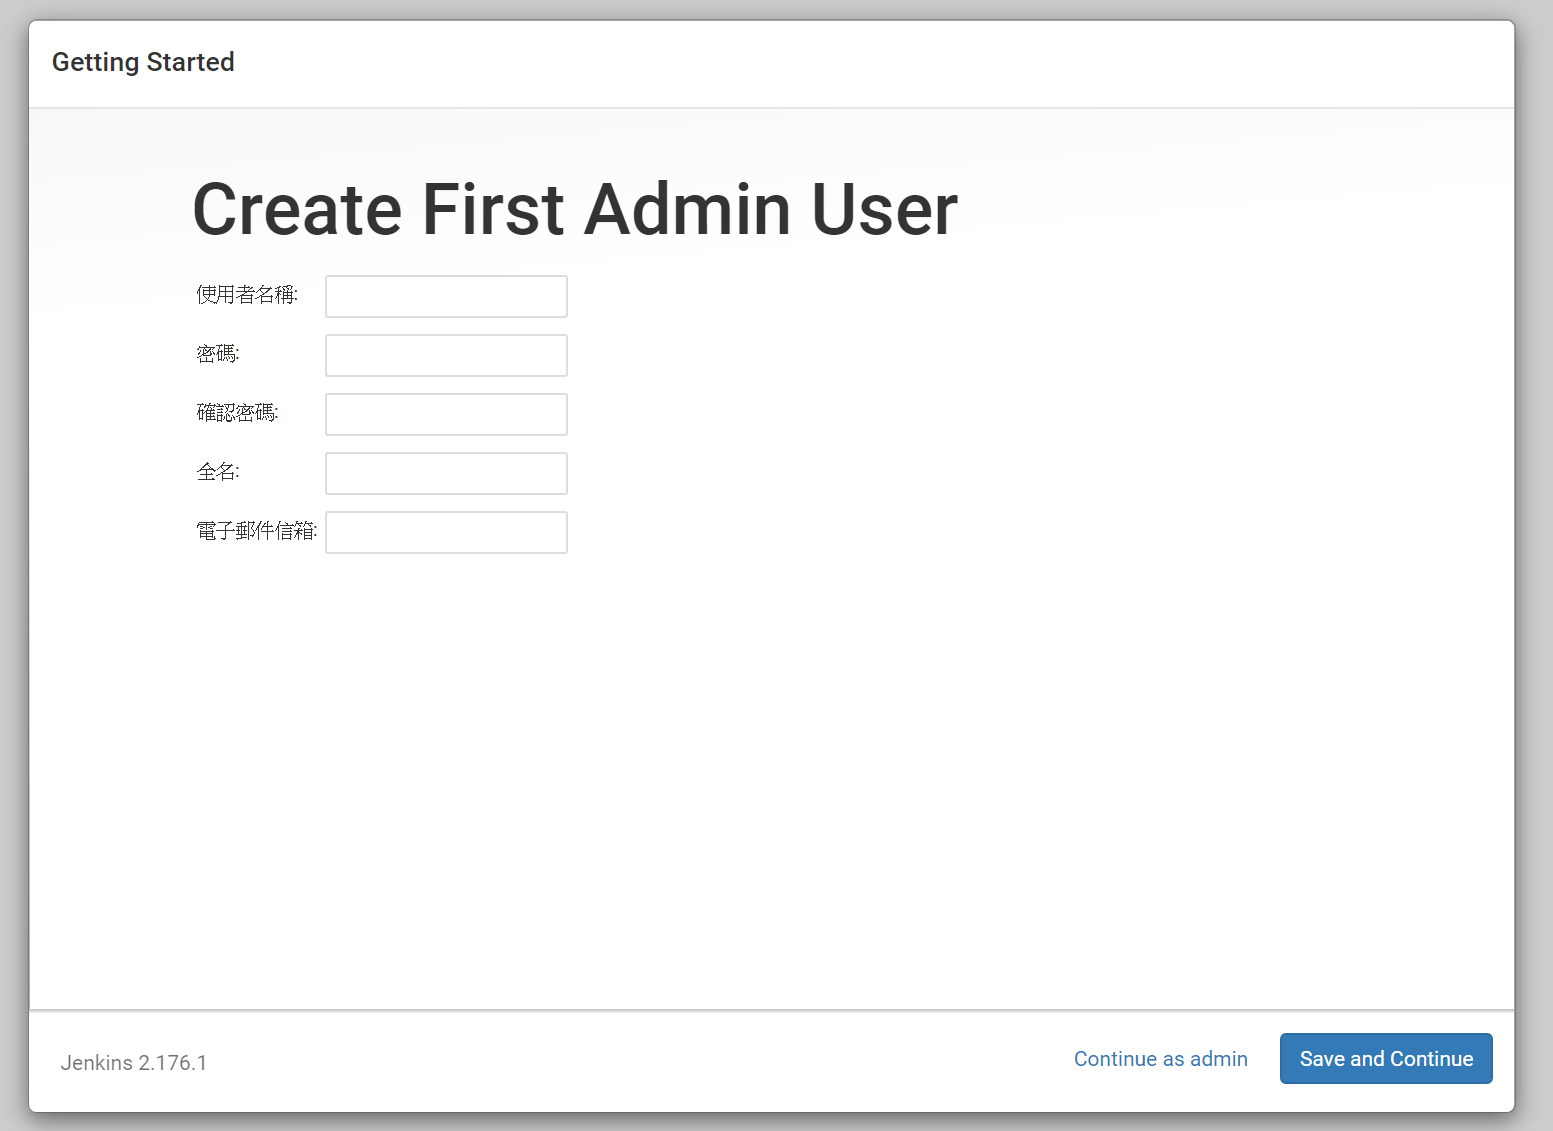 Getting Started
Create First Admin User
使用者名稱:
密碼:
確認密碼:
全名:
電子郵件信箱:
Jenkins 2.176.1
Continue as admin
Save and Continue